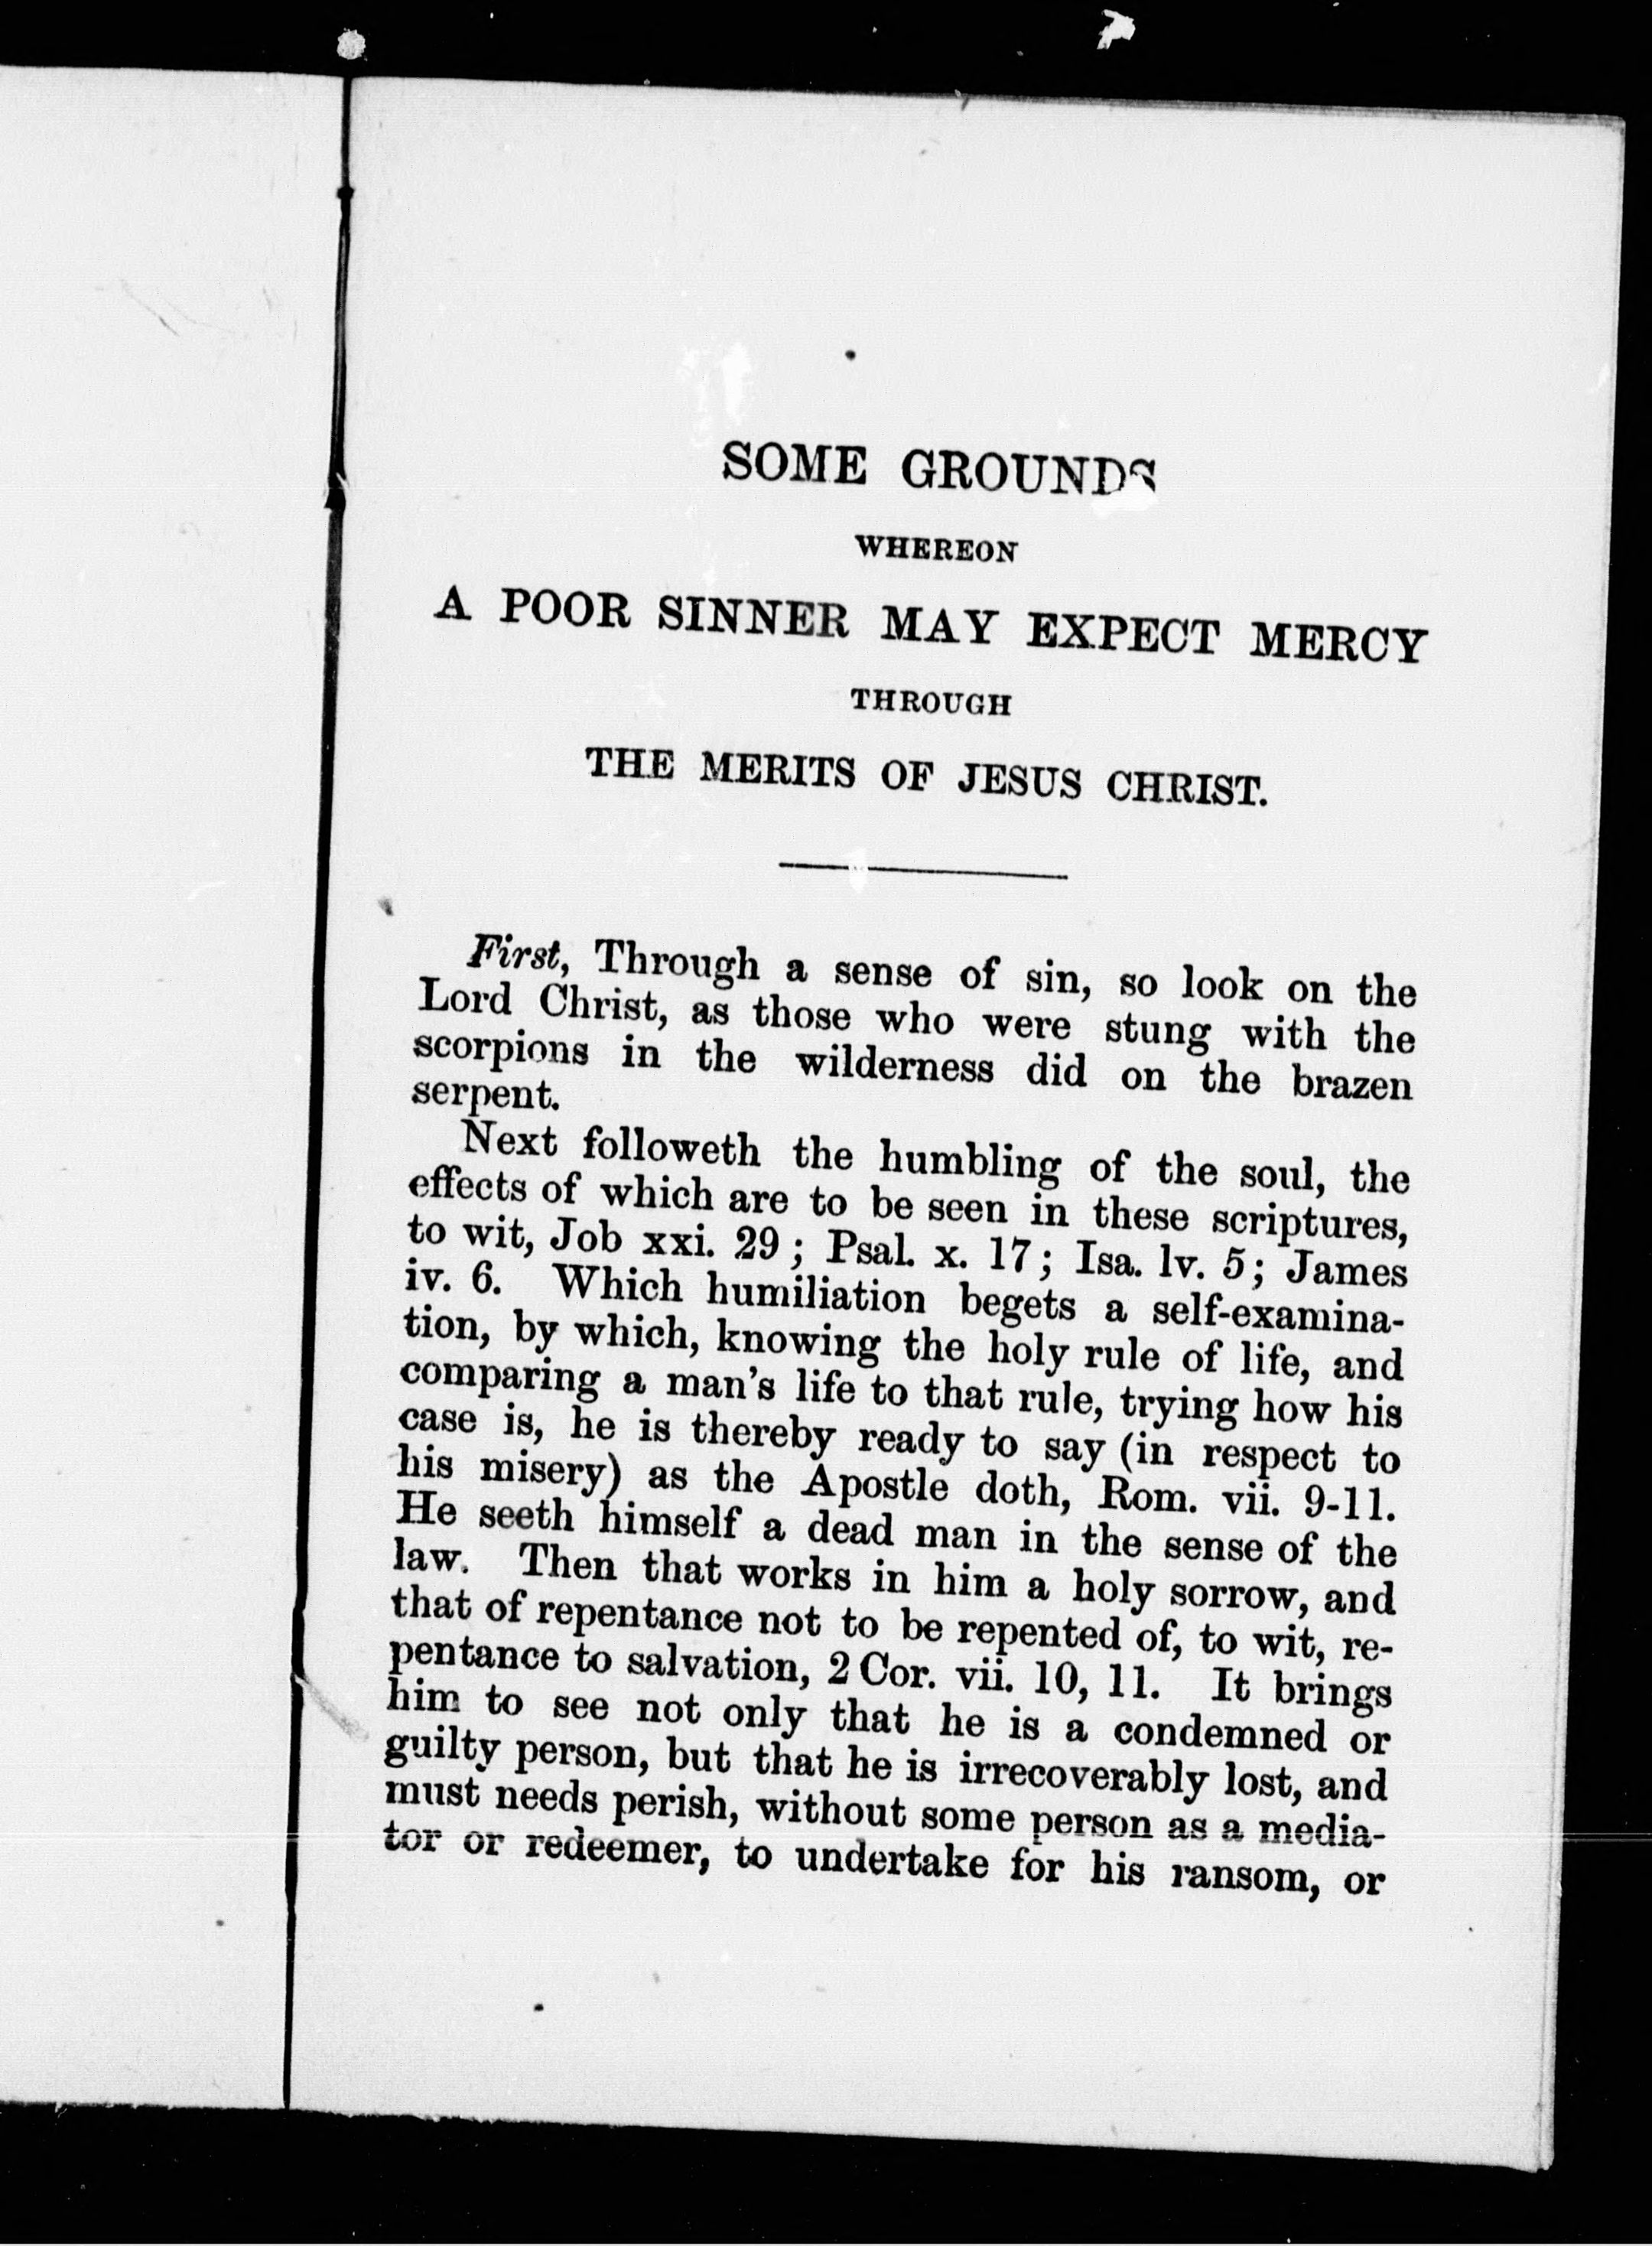 SOME GROUNDS
WHEREON
A POOR SINNER MAY EXPECT MERCY
THROUGH
THE MERITS OF JESUS CHRIST.
First, Through a sense of sin, so look on the
Lord Christ, as those who were stung with the
scorpions in the wilderness did on the brazen
serpent.
Next followeth the humbling of the soul, the
effects of which are to be seen in these scriptures,
to wit, Job xxi. 29; Psal. x. 17; Isa. lv. 5; James
iv. 6. Which humiliation begets a self-examina-
tion, by which, knowing the holy rule of life, and
comparing a man's life to that rule, trying how his
case is, he is thereby ready to say (in respect to
his misery) as the Apostle doth, Rom. vii. 9-11.
He seeth himself a dead man in the sense of the
law. Then that works in him a holy sorrow, and
that of repentance not to be repented of, to wit, re-
pentance to salvation, 2 Cor. vii. 10, 11. It brings
him to see not only that he is a condemned or
guilty person, but that he is irrecoverably lost, and
must needs perish, without some person as a media-
tor or redeemer, to undertake for his ransom, or